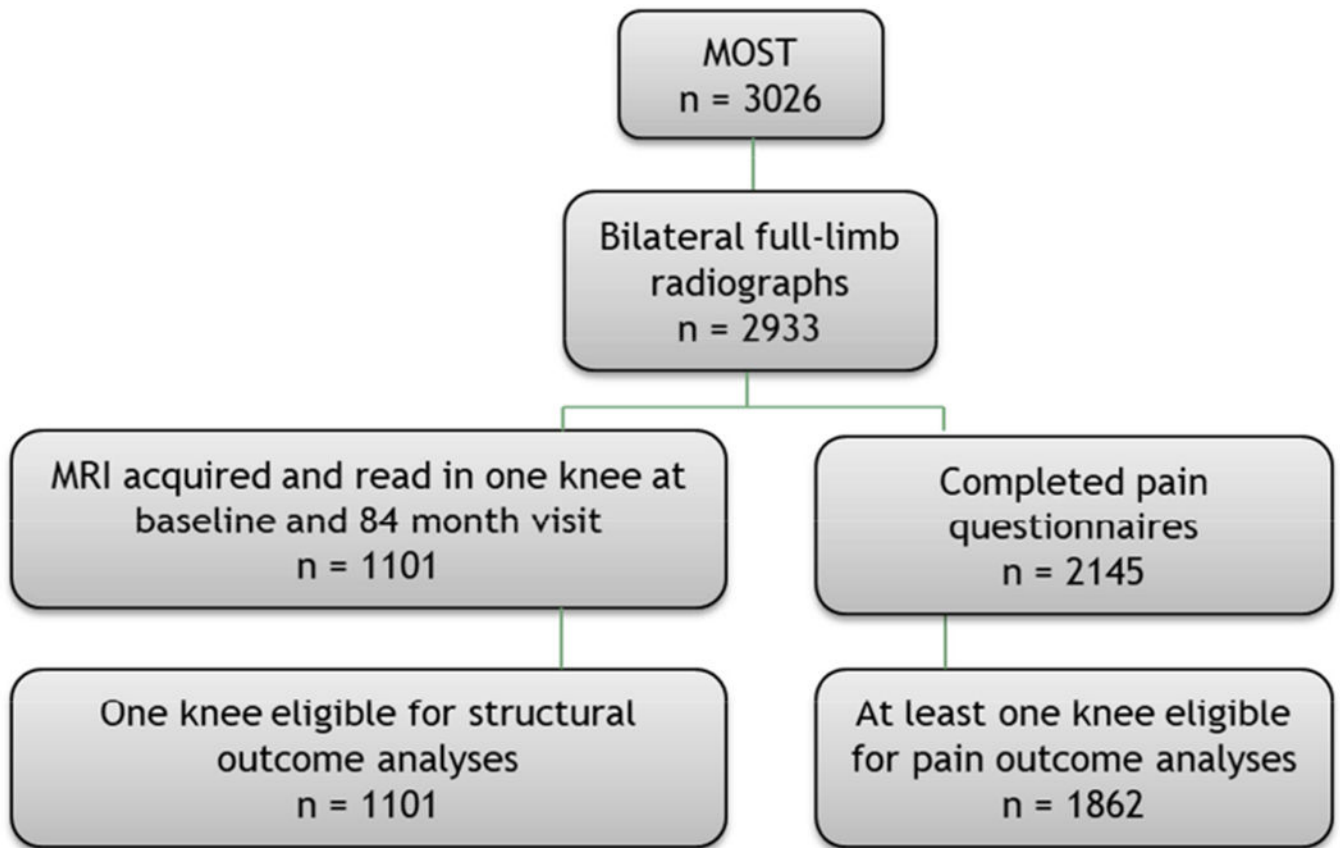 MOST
n = 3026
Bilateral full-limb
radiographs
n = 2933
MRI acquired and read in one knee at
baseline and 84 month visit
n = 1101
Completed pain
questionnaires
n = 2145
One knee eligible for structural
outcome analyses
n = 1101
At least one knee eligible
for pain outcome analyses
n = 1862